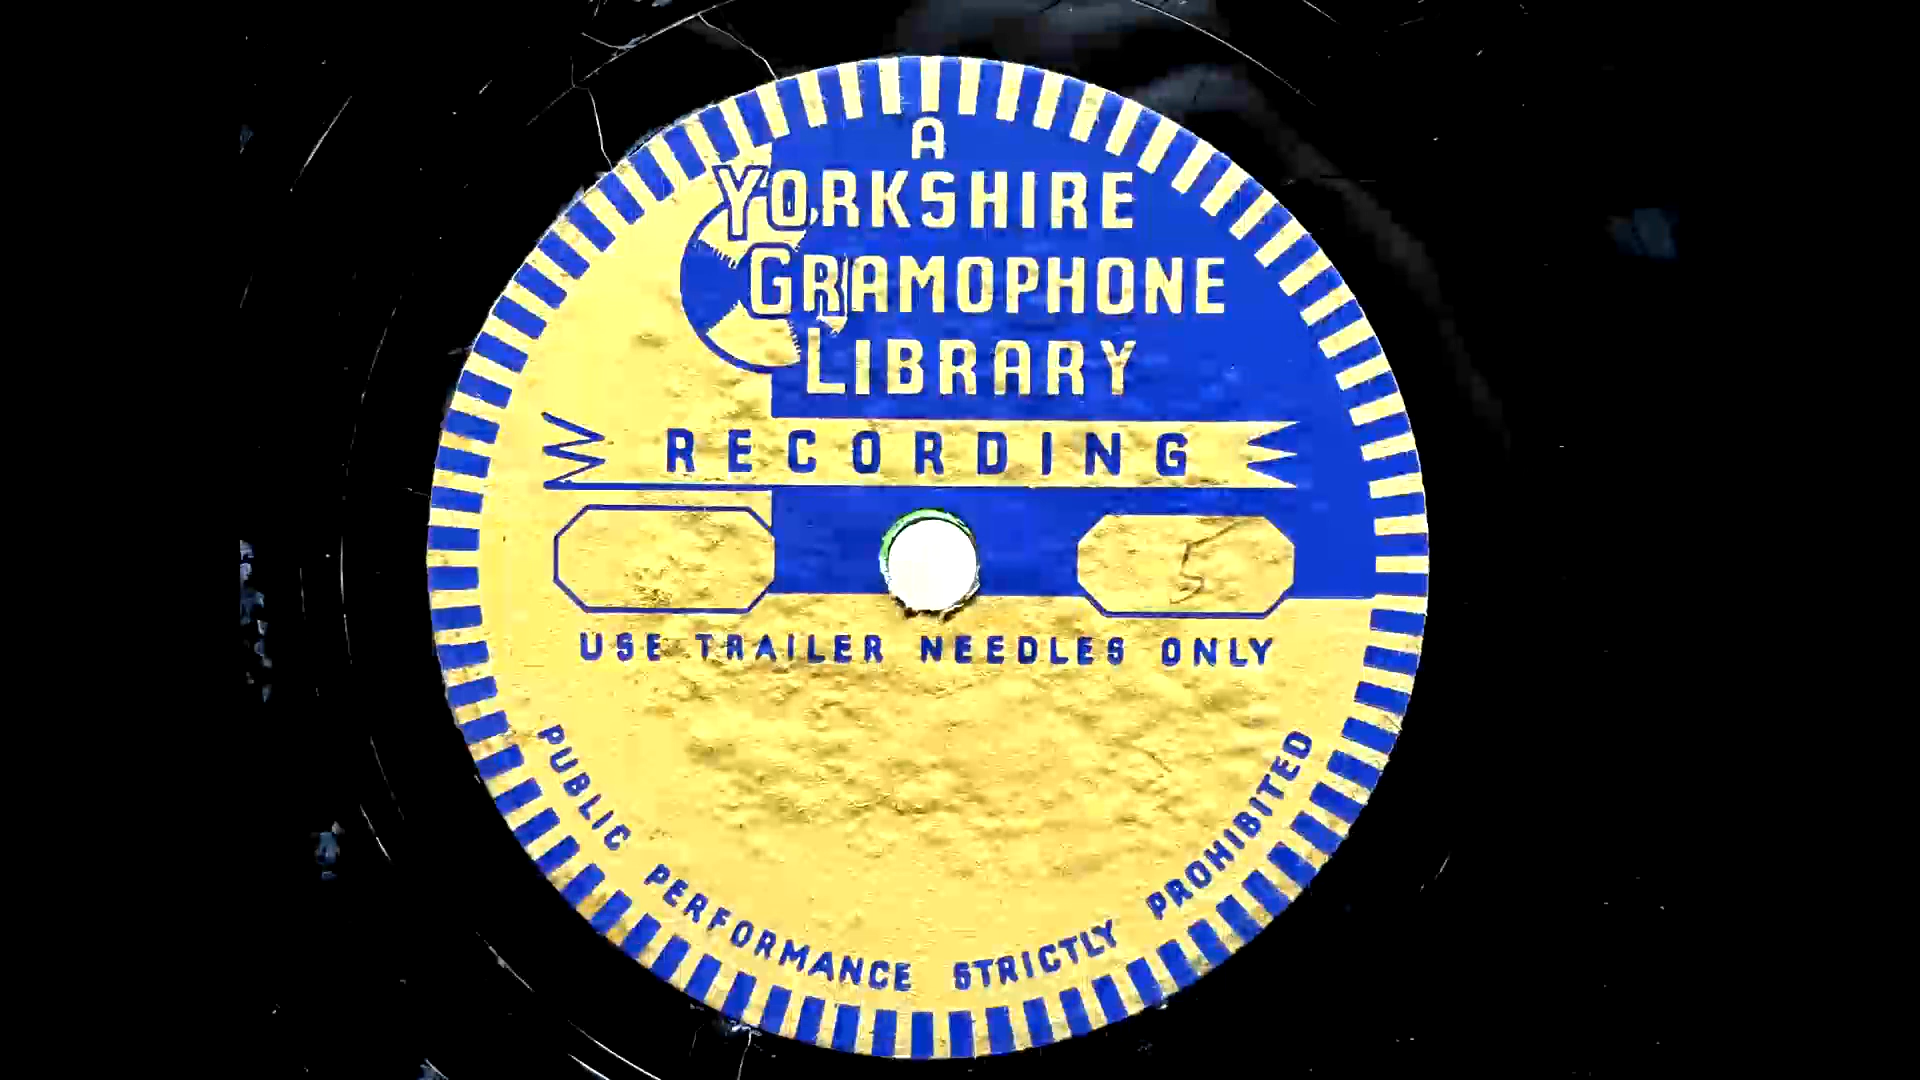 A
YORKSHIRE
GRAMOPHONE
LIBRARY
RECORDING
5
USE TRAILER NEEDLES ONLY
PUBLIC PERFORMANCE STRICTLY PROHIBITED